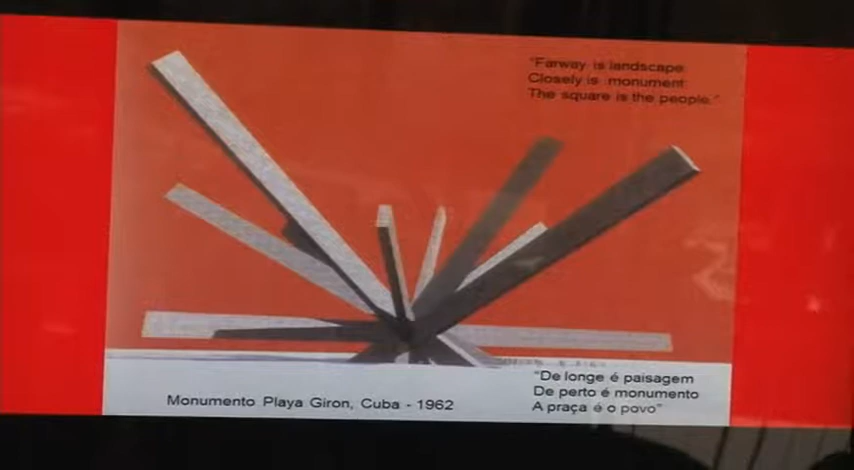 "Farway is landscape
Closely is monument
The square is the people."
"De longe é paisagem
De perto é monumento
A praça é o povo"
Monumento Playa Giron, Cuba - 1962